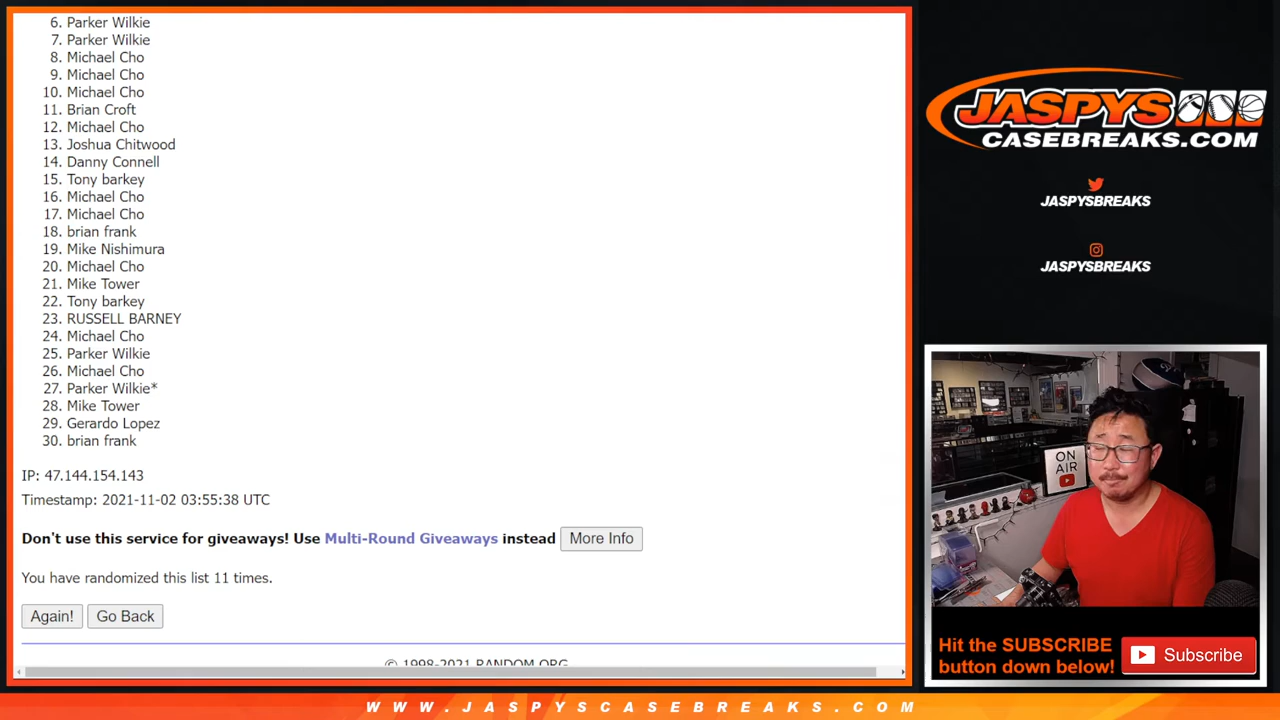 6. Parker Wilkie
7. Parker Wilkie
8. Michael Cho
9. Michael Cho
10. Michael Cho
11. Brian Croft
12. Michael Cho
13. Joshua Chitwood
14. Danny Connell
15. Tony barkey
16. Michael Cho
17. Michael Cho
18. brian frank
19. Mike Nishimura
20. Michael Cho
21. Mike Tower
22. Tony barkey
23. RUSSELL BARNEY
24. Michael Cho
25. Parker Wilkie
26. Michael Cho
27. Parker Wilkie*
28. Mike Tower
29. Gerardo Lopez
30. brian frank
IP: 47.144.154.143
Timestamp: 2021-11-02 03:55:38 UTC
Don't use this service for giveaways! Use Multi-Round Giveaways instead More Info
You have randomized this list 11 times.
Again! Go Back
© 1998-2021 RANDOM.ORG
JASPYS
CASEBREAKS.COM
JASPYSBREAKS
JASPYSBREAKS
ON
AIR
Hit the SUBSCRIBE
button down below!
Subscribe
WWW.JASPYSCASEBREAKS.COM